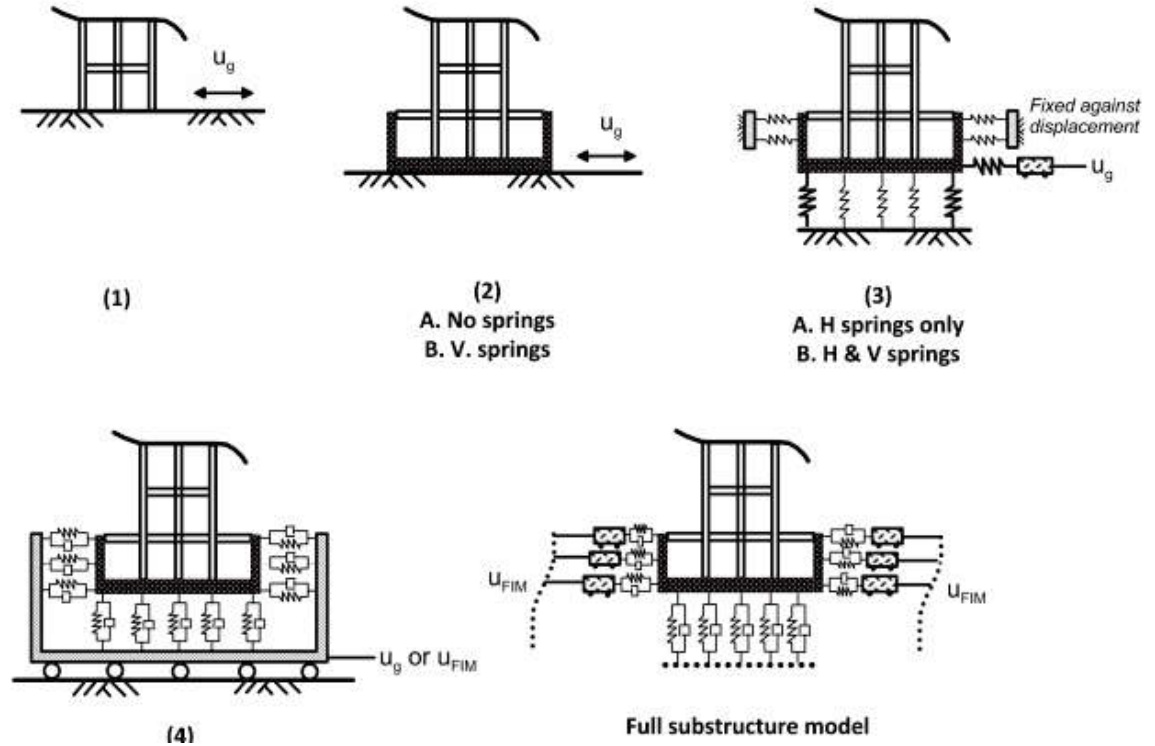 u_g
u_g
Fixed against
displacement
u_g
(1)
(2)
A. No springs
B. V. springs
(3)
A. H springs only
B. H & V springs
u_g or u_FIM
u_FIM
u_FIM
(4)
Full substructure model